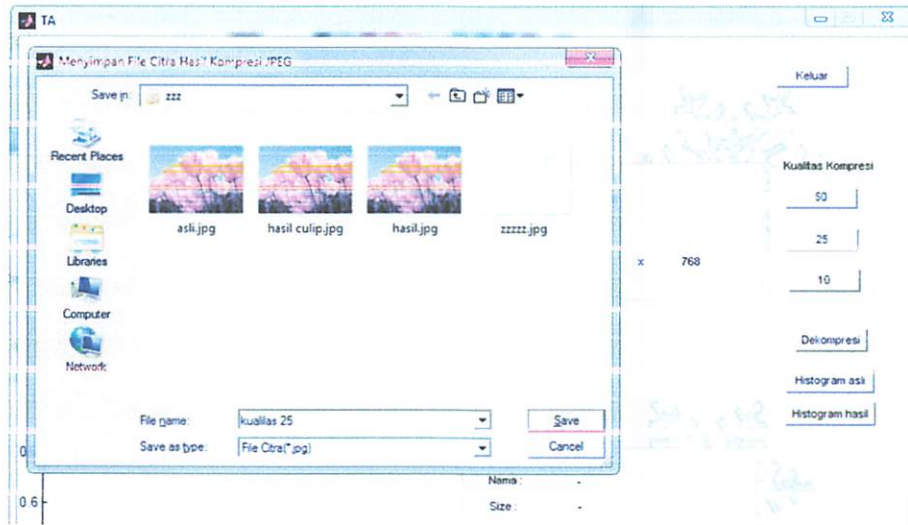 TA
Menyimpan File Citra Hasil Kompresi JPEG
Save in: zzz
Recent Places
Desktop
Libraries
Computer
Network
asli.jpg
hasil culip.jpg
hasil.jpg
zzzzz.jpg
File name: kualilas 25
Save
Save as type: File Citra(*.jpg)
Cancel
Keluar
Kualitas Kompresi
50
25
10
x 768
Dekompresi
Histogram asli
Histogram hasil
Nama : -
Size : -
0
0.6